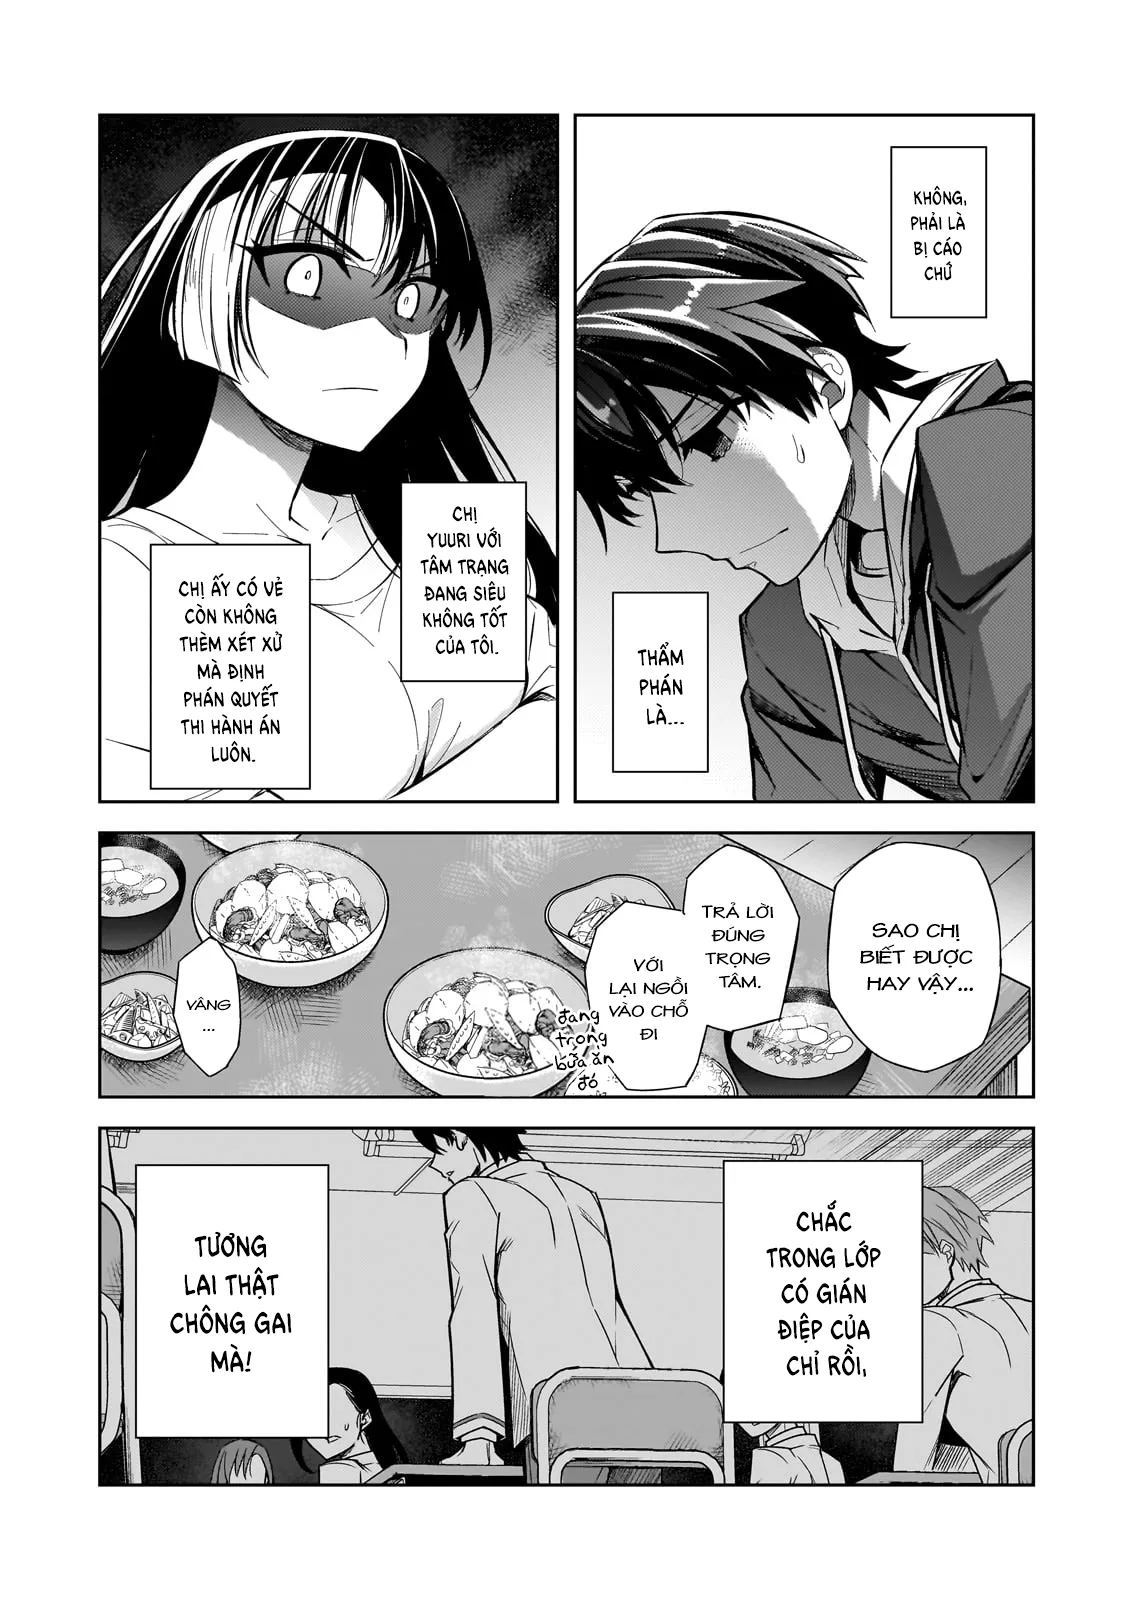 KHÔNG,
PHẢI LÀ
BỊ CÁO
CHỨ
THẨM
PHÁN
LÀ...
CHỊ
YUURI VỚI
TÂM TRẠNG
ĐANG SIÊU
KHÔNG TỐT
CỦA TÔI.
CHỊ ẤY CÓ VẺ
CÒN KHÔNG
THÈM XÉT XỬ
MÀ ĐỊNH
PHÁN QUYẾT
THI HÀNH ÁN
LUÔN.
SAO CHỊ
BIẾT ĐƯỢC
HAY VẬY...
TRẢ LỜI
ĐÚNG
TRỌNG
TÂM.
VỚI
LẠI NGỒI
VÀO CHỖ
ĐI
đang
trong
bữa ăn
đó
VÂNG
...
CHẮC
TRONG LỚP
CÓ GIÁN
ĐIỆP CỦA
CHỈ RỒI,
TƯƠNG
LAI THẬT
CHÔNG GAI
MÀ!